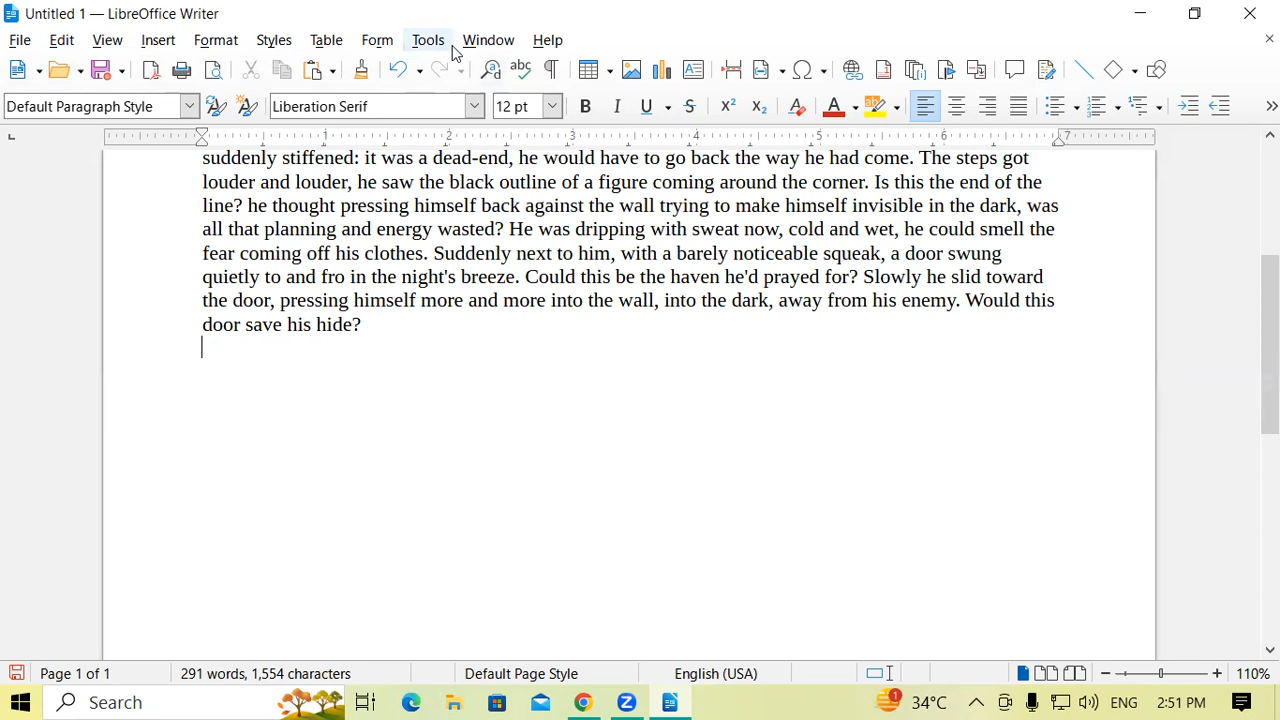 Untitled 1 — LibreOffice Writer
File Edit View Insert Format Styles Table Form Tools Window Help
Default Paragraph Style Liberation Serif 12 pt
1 2 3 4 5 6 7
suddenly stiffened: it was a dead-end, he would have to go back the way he had come. The steps got
louder and louder, he saw the black outline of a figure coming around the corner. Is this the end of the
line? he thought pressing himself back against the wall trying to make himself invisible in the dark, was
all that planning and energy wasted? He was dripping with sweat now, cold and wet, he could smell the
fear coming off his clothes. Suddenly next to him, with a barely noticeable squeak, a door swung
quietly to and fro in the night's breeze. Could this be the haven he'd prayed for? Slowly he slid toward
the door, pressing himself more and more into the wall, into the dark, away from his enemy. Would this
door save his hide?
Page 1 of 1 291 words, 1,554 characters Default Page Style English (USA) 110%
Search 1 34°C ENG 2:51 PM